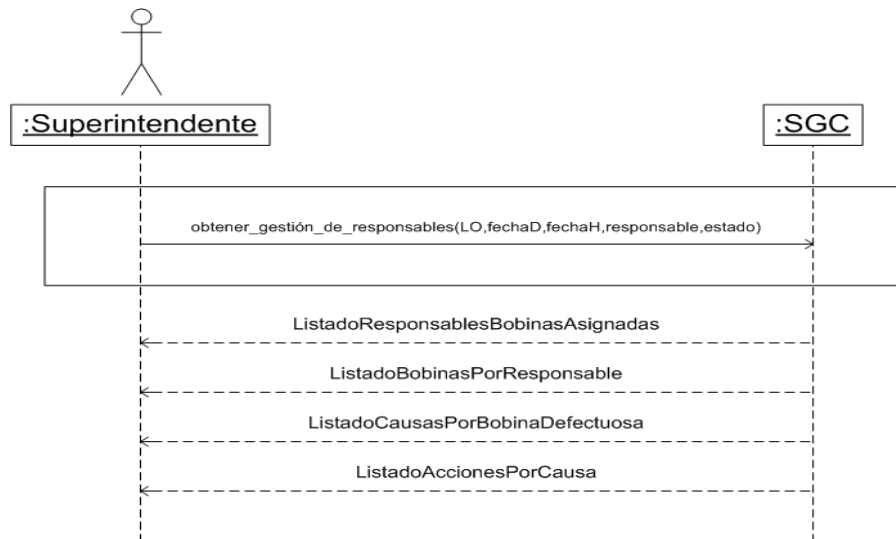 :Superintendente
:SGC
obtener_gestión_de_responsables(LO,fechaD,fechaH,responsable,estado)
ListadoResponsablesBobinasAsignadas
ListadoBobinasPorResponsable
ListadoCausasPorBobinaDefectuosa
ListadoAccionesPorCausa